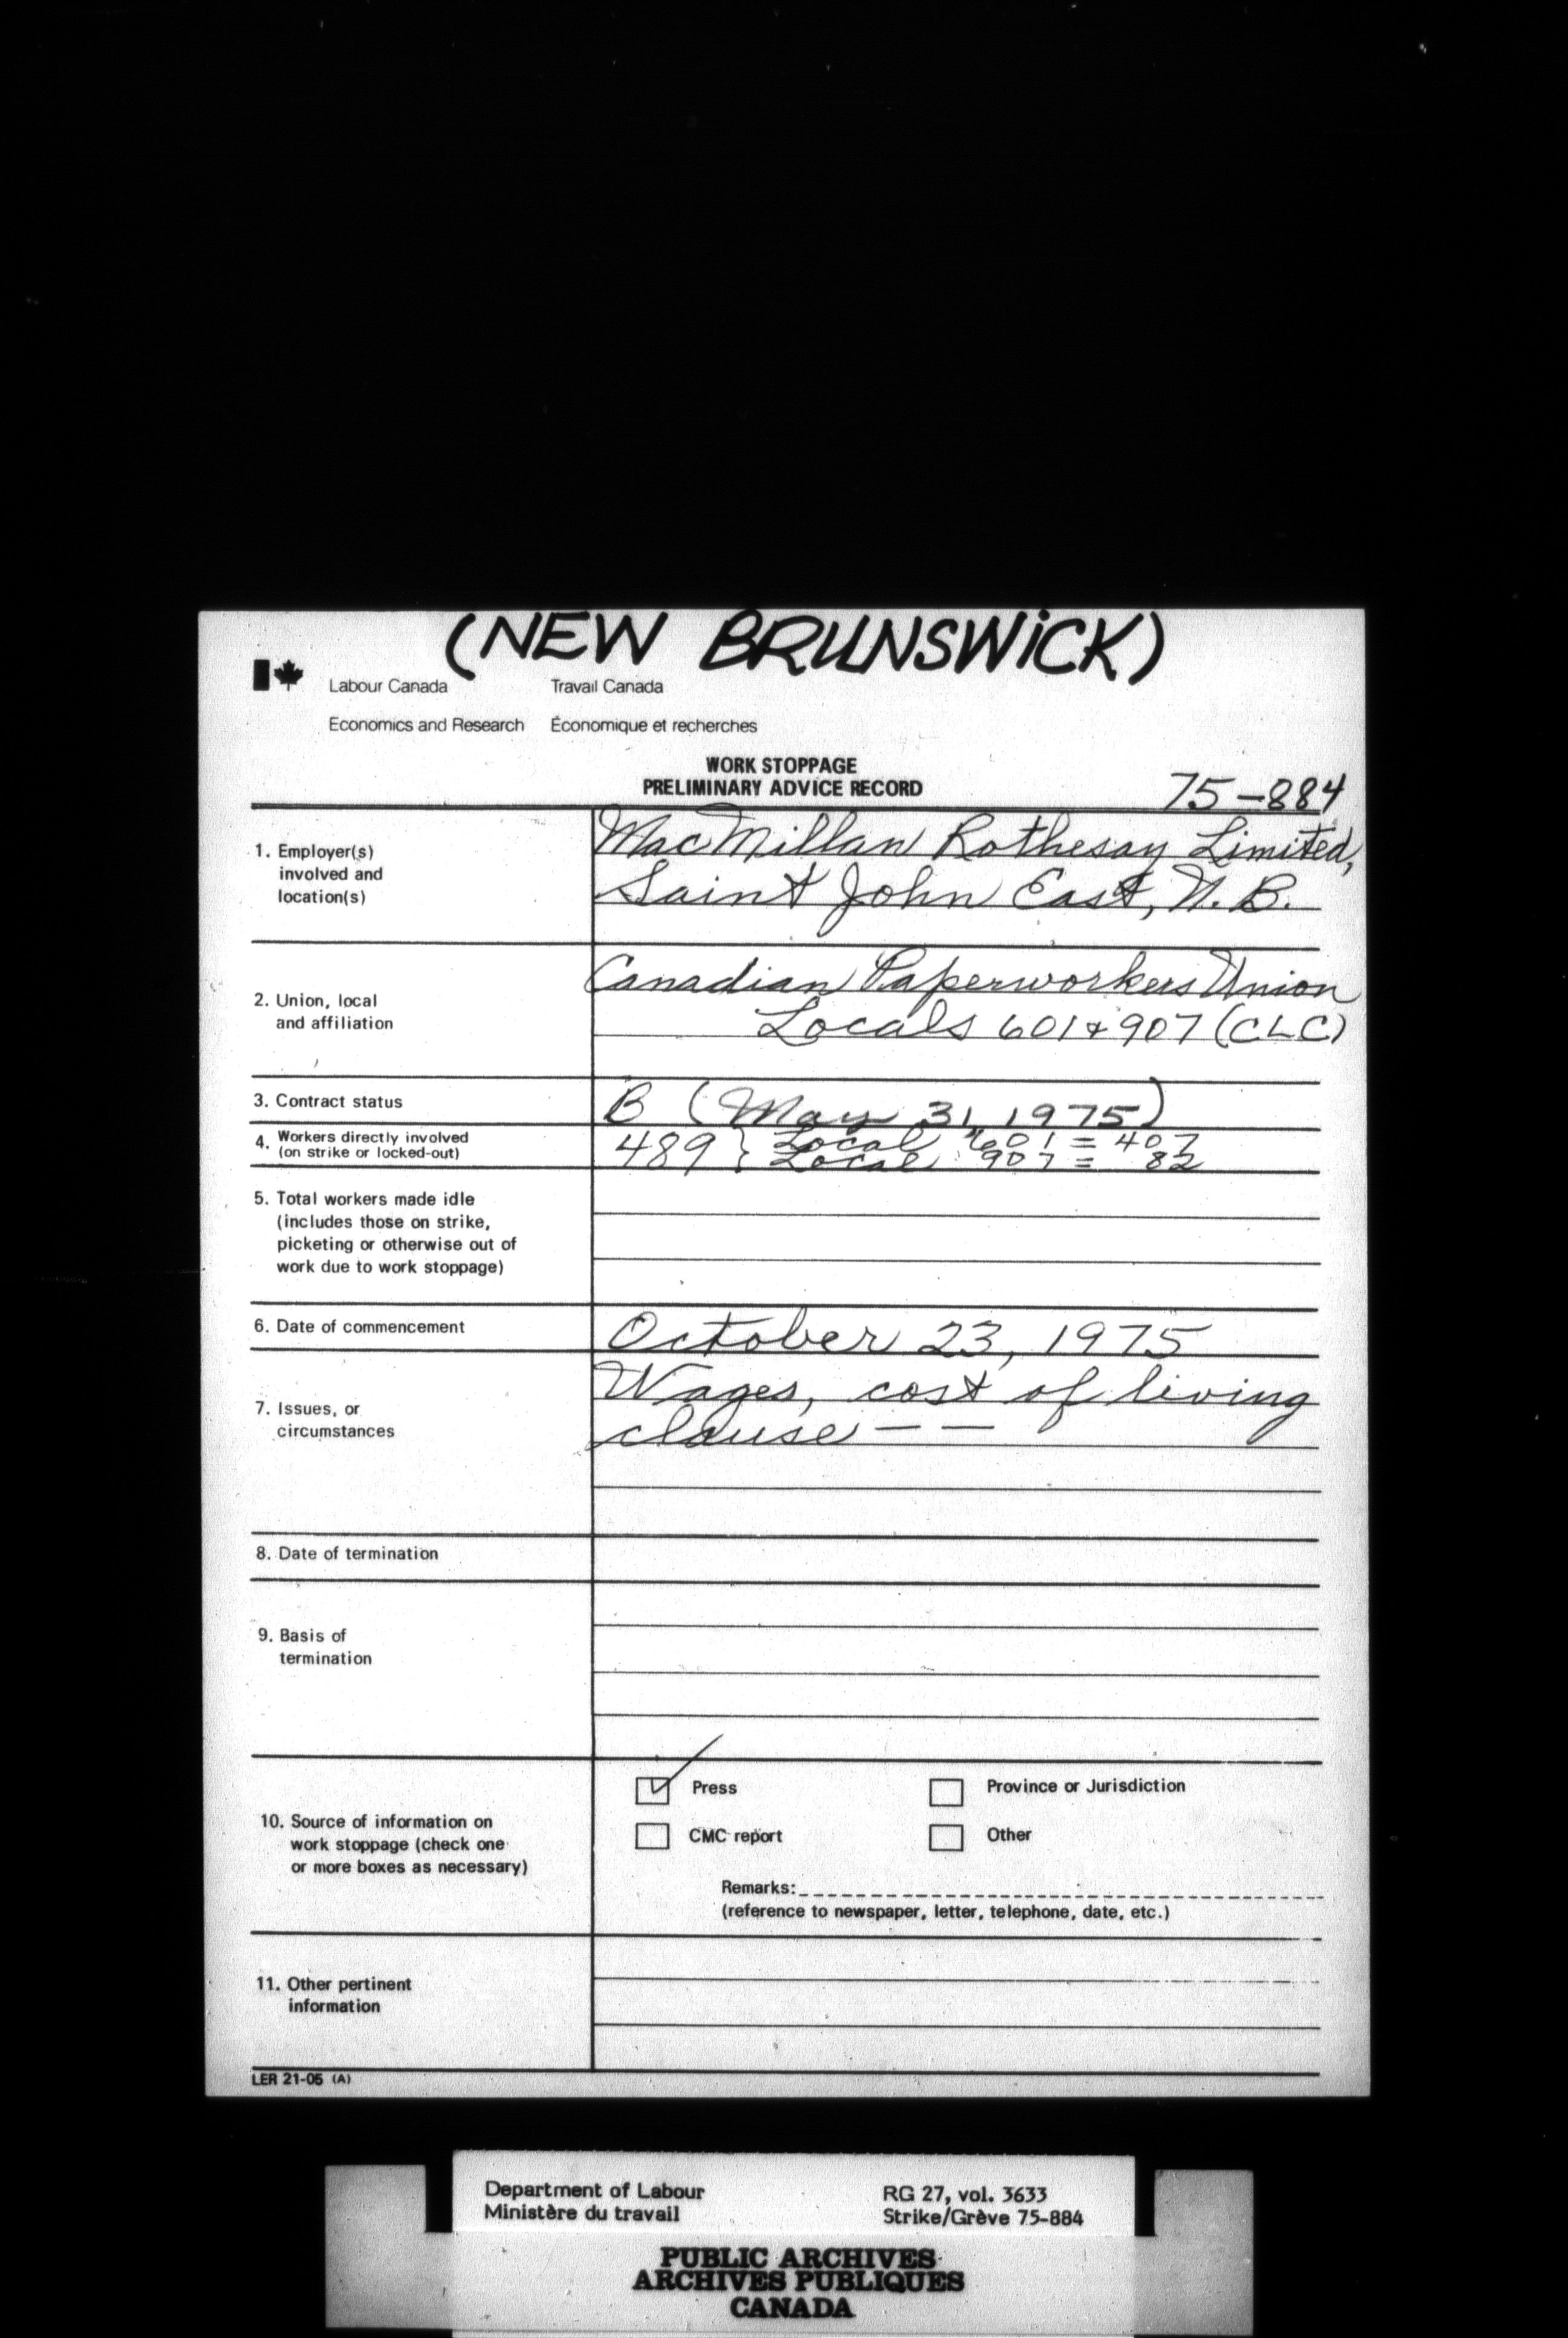 (NEW BRUNSWiCK)
Labour Canada Travail Canada
Economics and Research Économique et recherches
WORK STOPPAGE
PRELIMINARY ADVICE RECORD
75-884
1. Employer(s)
involved and
location(s)
MacMillan Rothesay Limited,
Saint John East, N. B.
2. Union, local
and affiliation
Canadian Paperworkers Union
Locals 601 & 907 (CLC)
3. Contract status
B (May 31, 1975)
4. Workers directly involved
(on strike or locked-out)
489 } Local 601 = 407
Local 907 = 82
5. Total workers made idle
(includes those on strike,
picketing or otherwise out of
work due to work stoppage)
6. Date of commencement
October 23, 1975
7. Issues, or
circumstances
Wages, cost of living
clause - -
8. Date of termination
9. Basis of
termination
10. Source of information on
work stoppage (check one
or more boxes as necessary)
Press Province or Jurisdiction
CMC report Other
Remarks:
(reference to newspaper, letter, telephone, date, etc.)
11. Other pertinent
information
LER 21-05 (A)
Department of Labour RG 27, vol. 3633
Ministère du travail Strike/Grève 75-884
PUBLIC ARCHIVES
ARCHIVES PUBLIQUES
CANADA